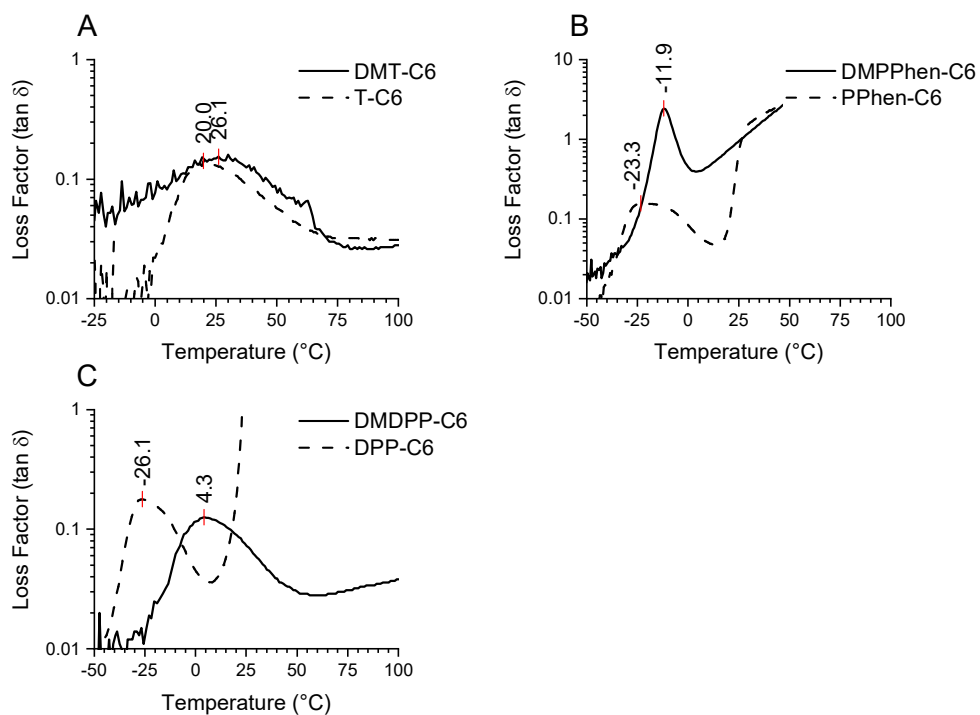 A
Loss Factor (tan δ)
1
0.1
0.01
DMT-C6
T-C6
20.0
26.1
-25
0
25
50
75
100
Temperature (°C)
B
Loss Factor (tan δ)
10
1
0.1
0.01
DMPPhen-C6
PPhen-C6
-11.9
-23.3
-50
-25
0
25
50
75
100
Temperature (°C)
C
Loss Factor (tan δ)
1
0.1
0.01
DMDPP-C6
DPP-C6
-26.1
4.3
-50
-25
0
25
50
75
100
Temperature (°C)